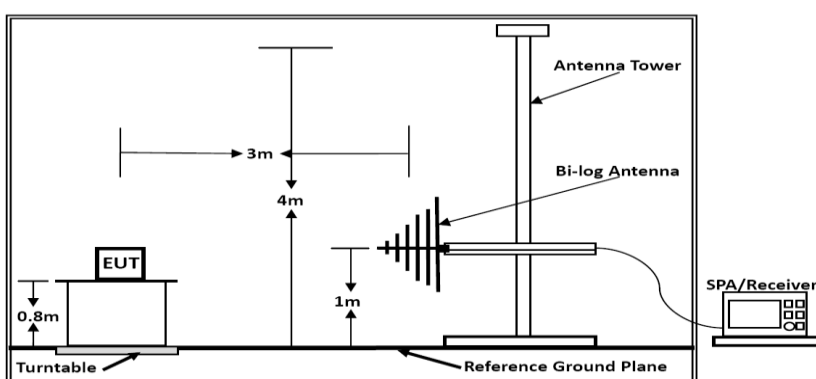 Antenna Tower
3m
Bi-log Antenna
4m
EUT
SPA/Receiver
0.8m
1m
Turntable
Reference Ground Plane